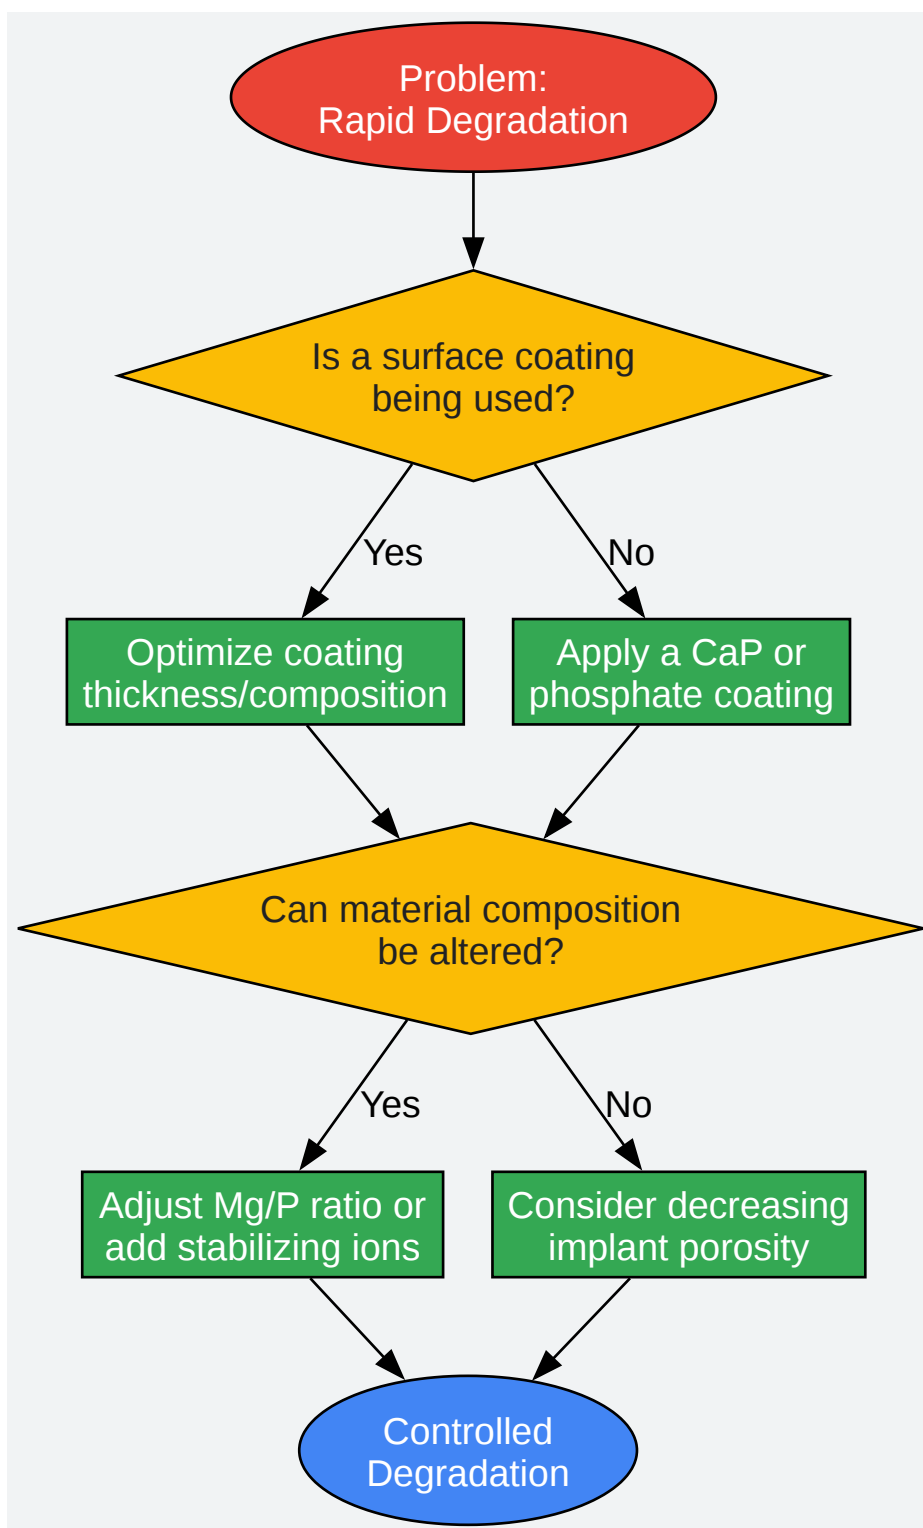 Problem:
Rapid Degradation
Is a surface coating
being used?
Yes
No
Optimize coating
thickness/composition
Apply a CaP or
phosphate coating
Can material composition
be altered?
Yes
No
Adjust Mg/P ratio or
add stabilizing ions
Consider decreasing
implant porosity
Controlled
Degradation